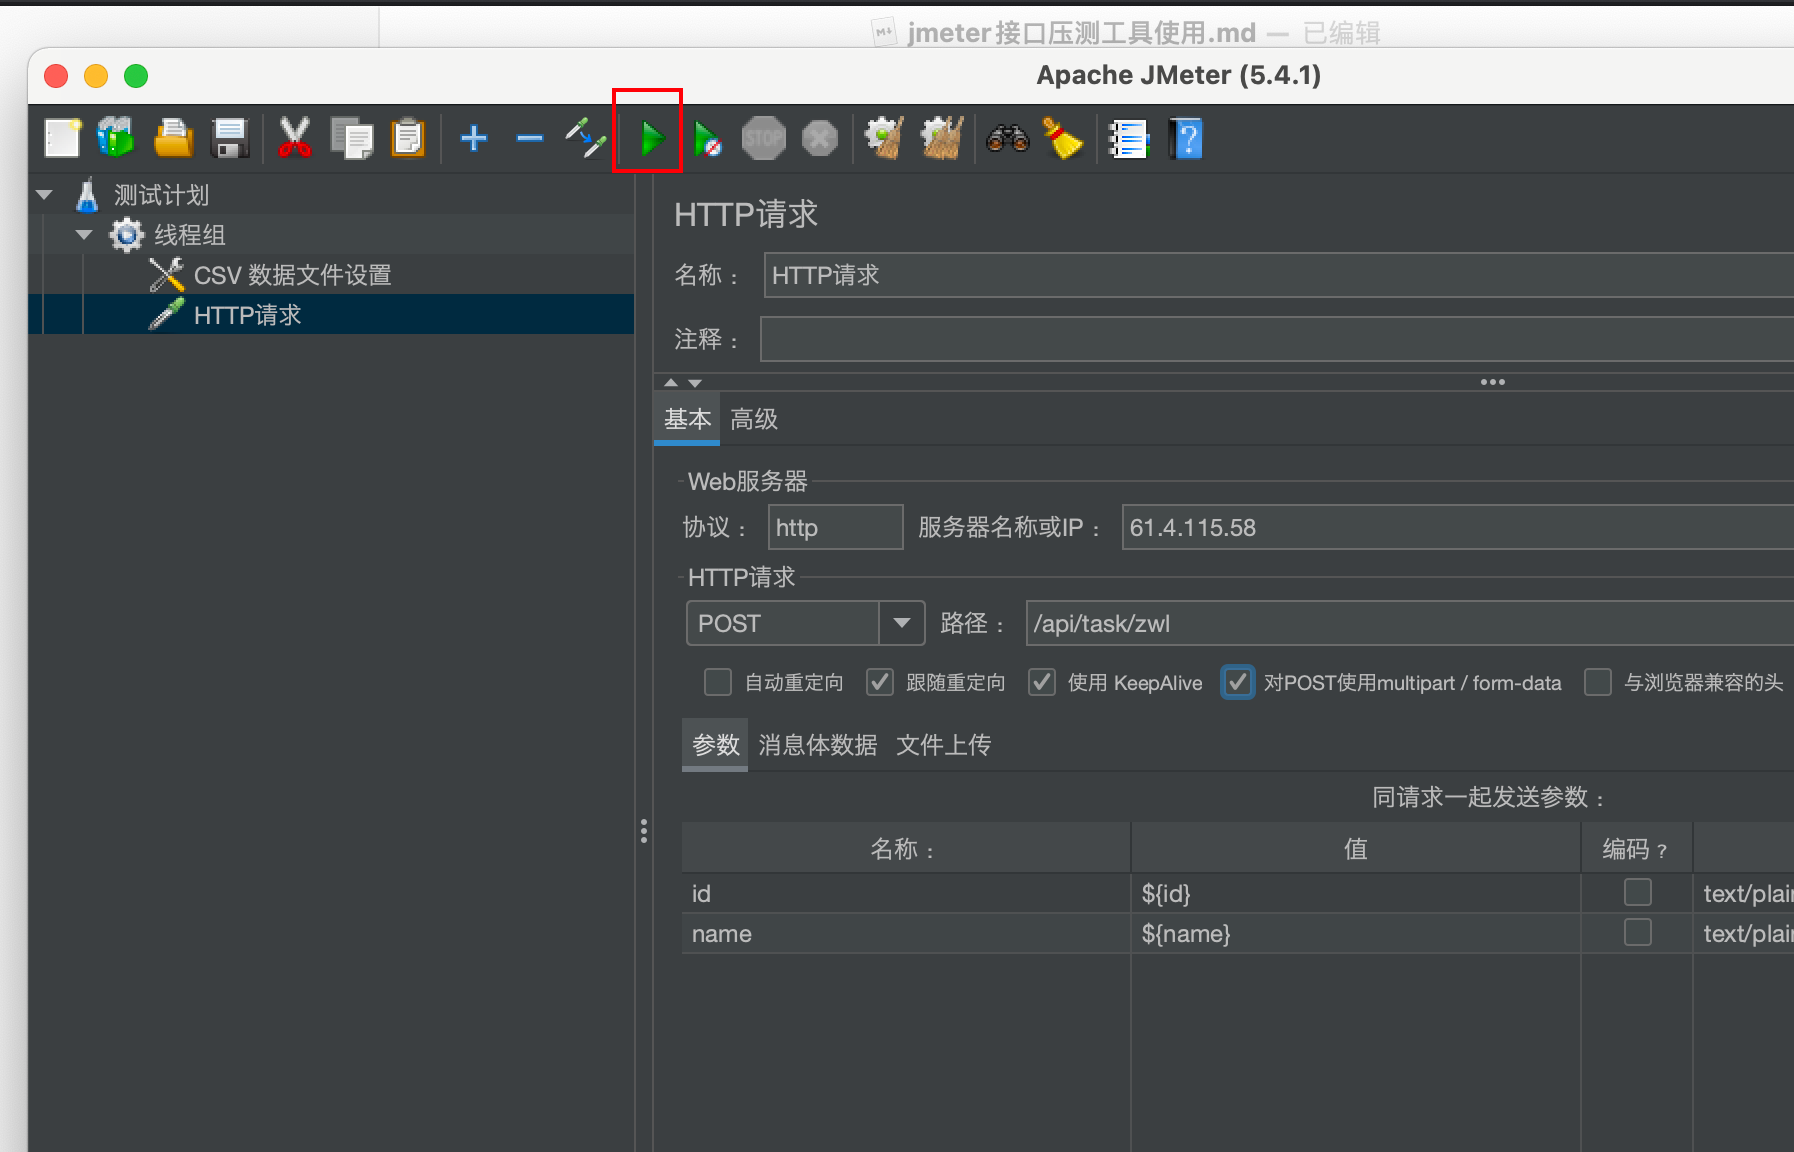 jmeter接口压测工具使用.md — 已编辑
Apache JMeter (5.4.1)
STOP
测试计划
线程组
CSV 数据文件设置
HTTP请求
HTTP请求
名称：
HTTP请求
注释：
基本 高级
Web服务器
协议： http 服务器名称或IP： 61.4.115.58
HTTP请求
POST 路径： /api/task/zwl
自动重定向 跟随重定向 使用 KeepAlive 对POST使用multipart / form-data 与浏览器兼容的头
参数 消息体数据 文件上传
同请求一起发送参数：
名称： 值 编码？
id ${id} text/plain
name ${name} text/plain